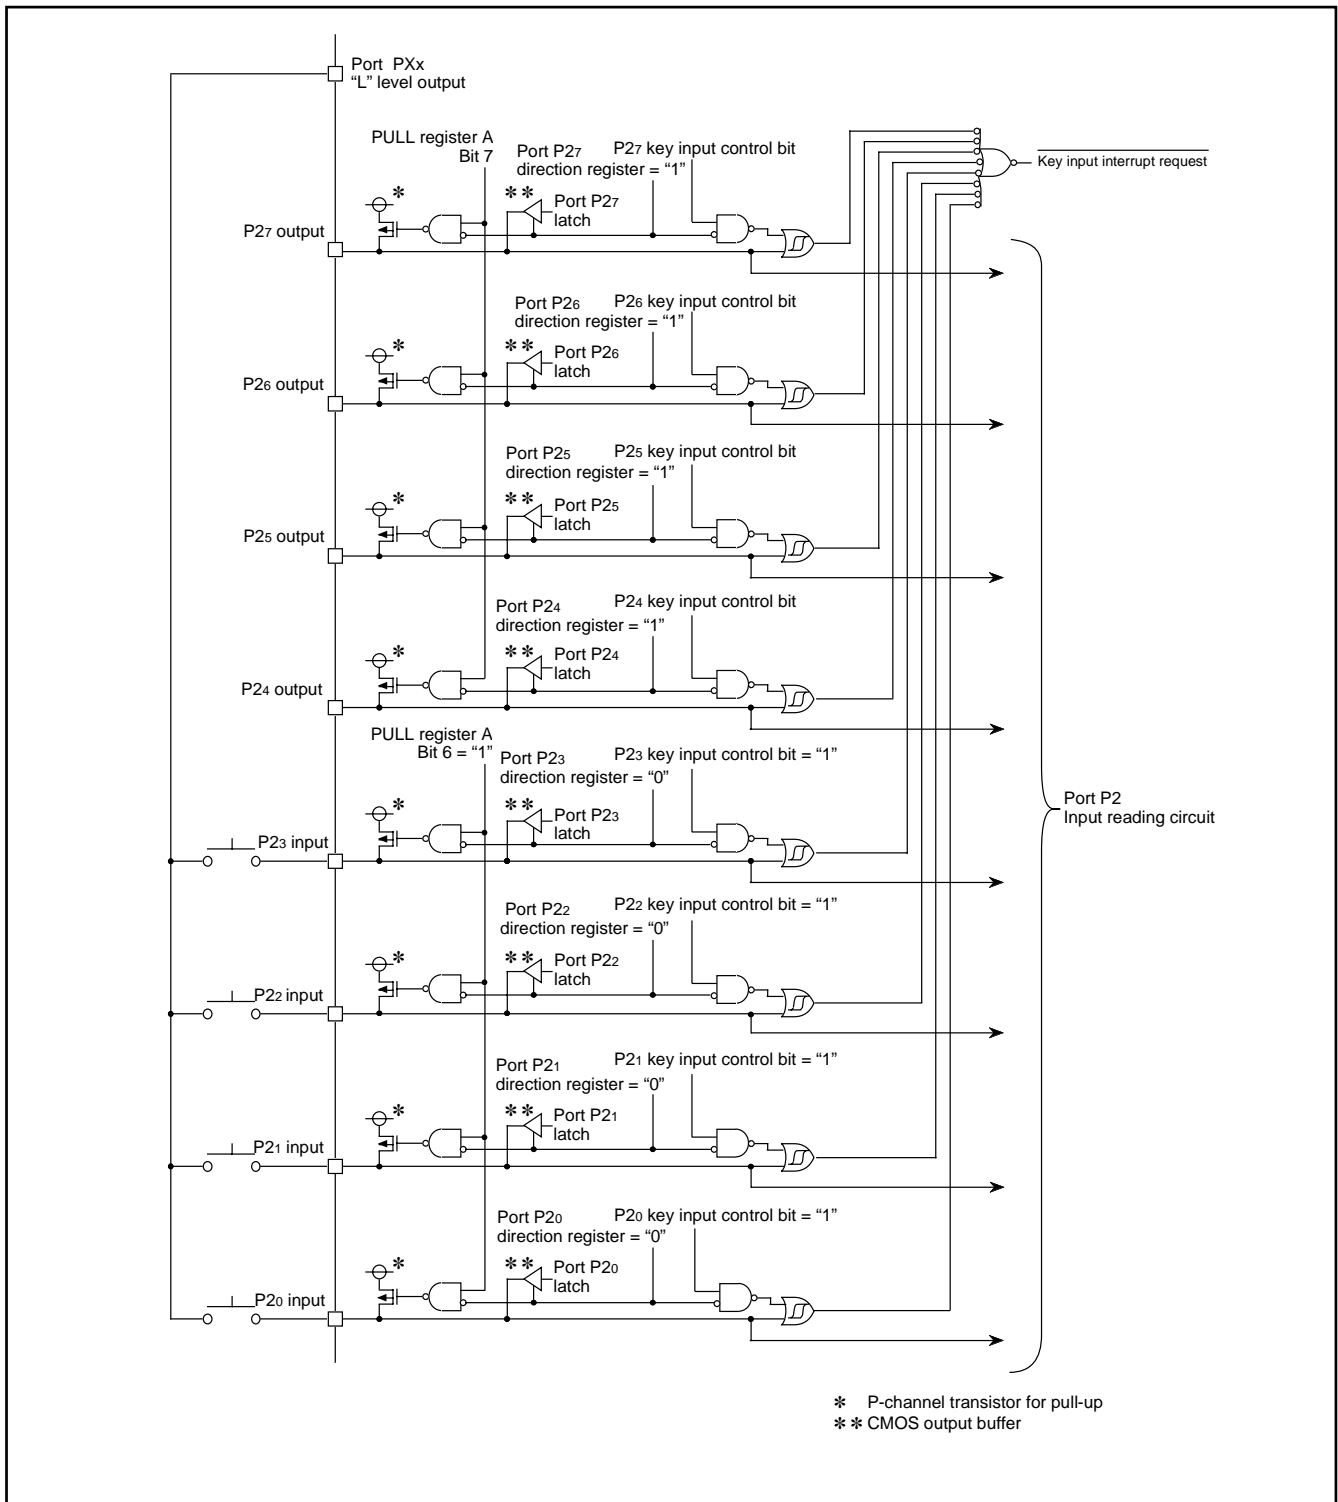 Port PXx
“L” level output
PULL register A
Bit 7
Port P27
direction register = “1”
P27 key input control bit
Key input interrupt request
*
* *
Port P27
latch
P27 output
Port P26
direction register = “1”
P26 key input control bit
*
* *
Port P26
latch
P26 output
Port P25
direction register = “1”
P25 key input control bit
*
* *
Port P25
latch
P25 output
Port P24
direction register = “1”
P24 key input control bit
*
* *
Port P24
latch
P24 output
PULL register A
Bit 6 = “1”
Port P23
direction register = “0”
P23 key input control bit = “1”
*
* *
Port P23
latch
P23 input
Port P2
Input reading circuit
Port P22
direction register = “0”
P22 key input control bit = “1”
*
* *
Port P22
latch
P22 input
Port P21
direction register = “0”
P21 key input control bit = “1”
*
* *
Port P21
latch
P21 input
Port P20
direction register = “0”
P20 key input control bit = “1”
*
* *
Port P20
latch
P20 input
* P-channel transistor for pull-up
* * CMOS output buffer